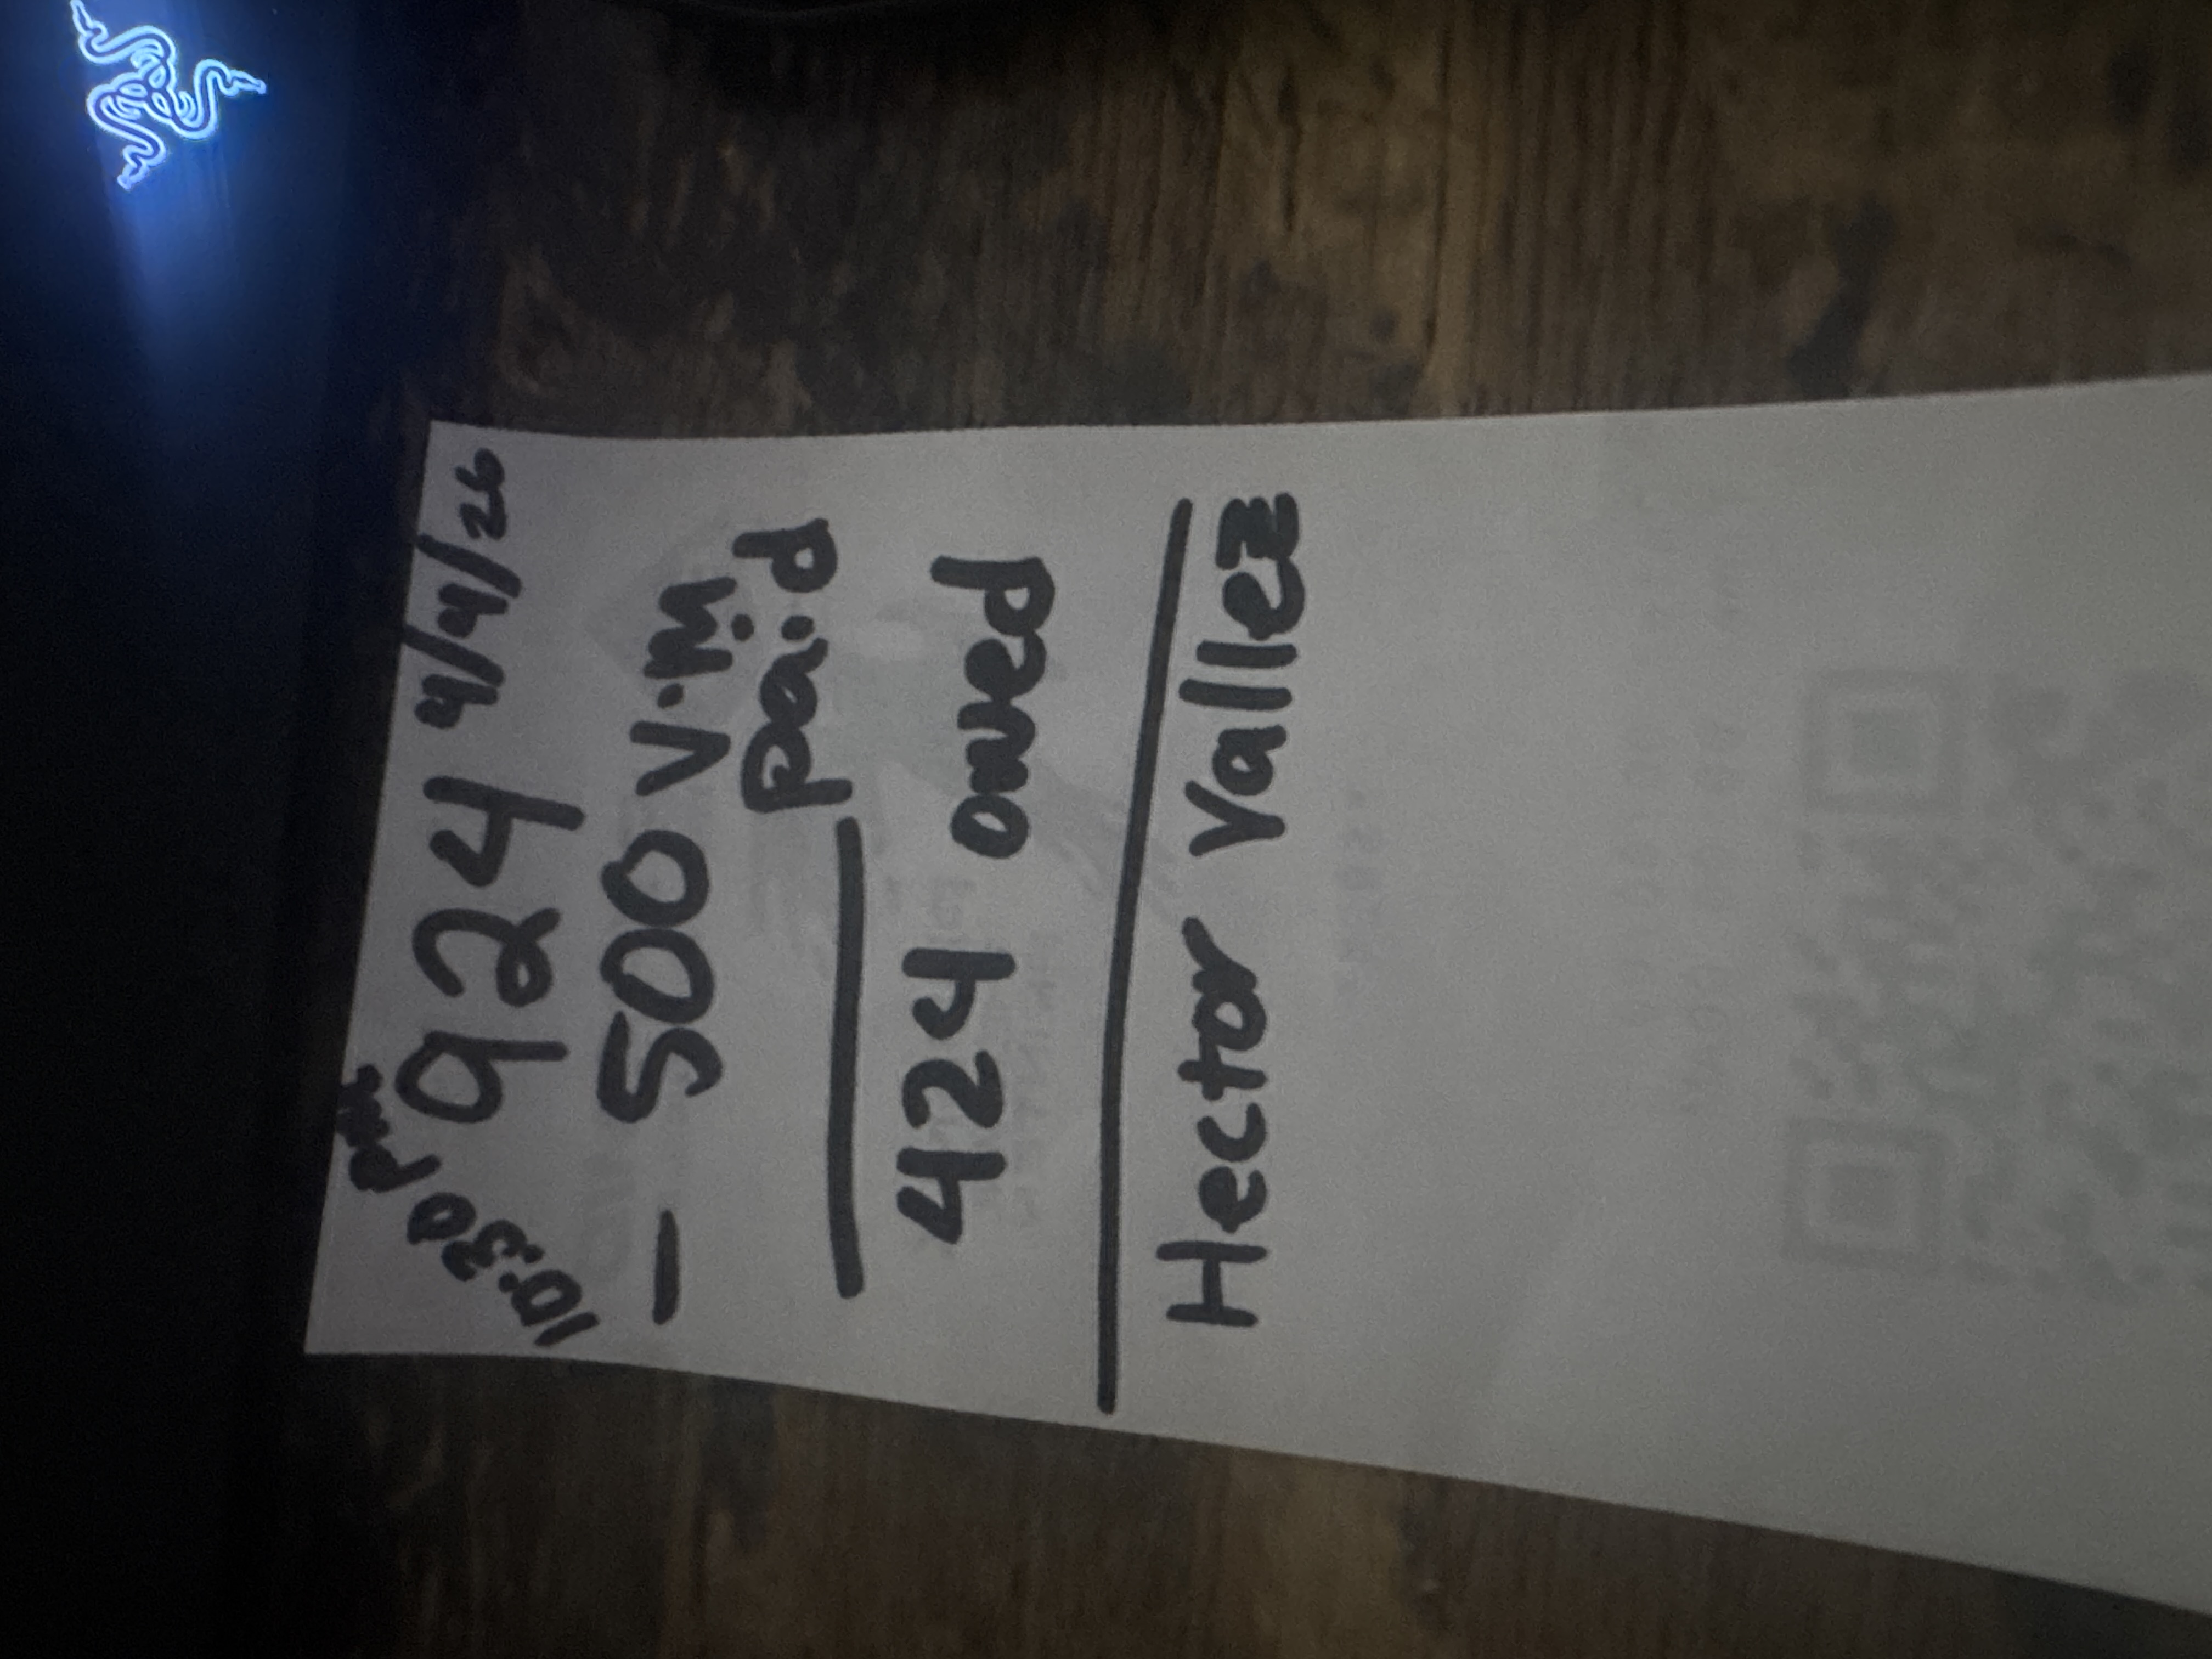 10:30 pm
924 4/4/26
- 500 V.M.
paid
424 owed
Hector Vallez